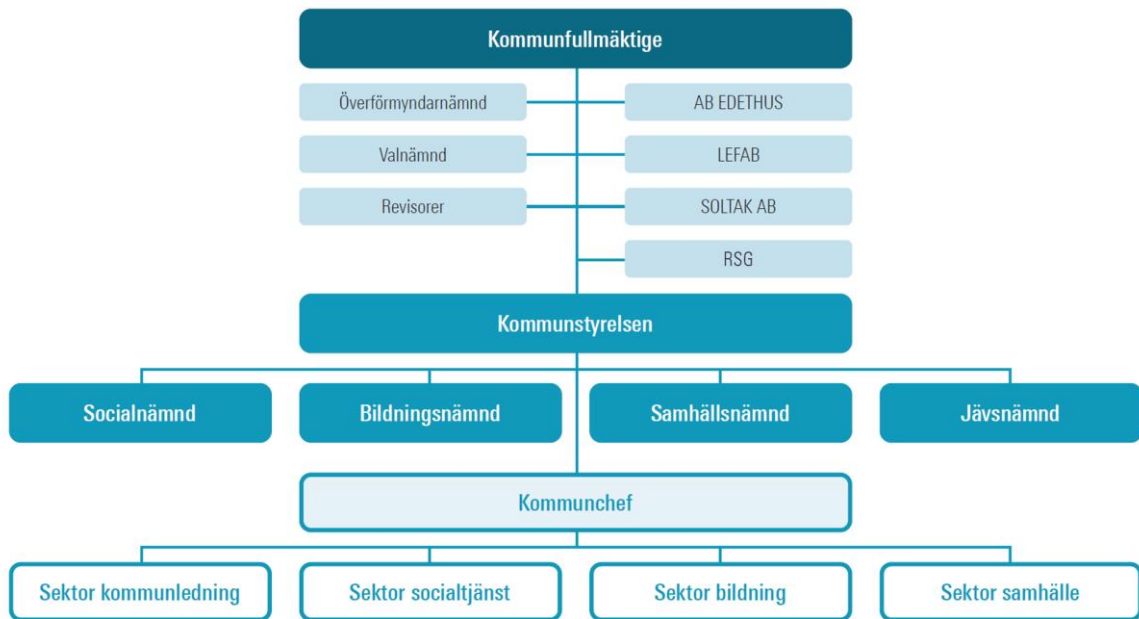 Kommunfullmäktige
Överförmyndarnämnd
AB EDETHUS
Valnämnd
LEFAB
Revisorer
SOLTAK AB
RSG
Kommunstyrelsen
Socialnämnd
Bildningsnämnd
Samhällsnämnd
Jävsnämnd
Kommunchef
Sektor kommunledning
Sektor socialtjänst
Sektor bildning
Sektor samhälle